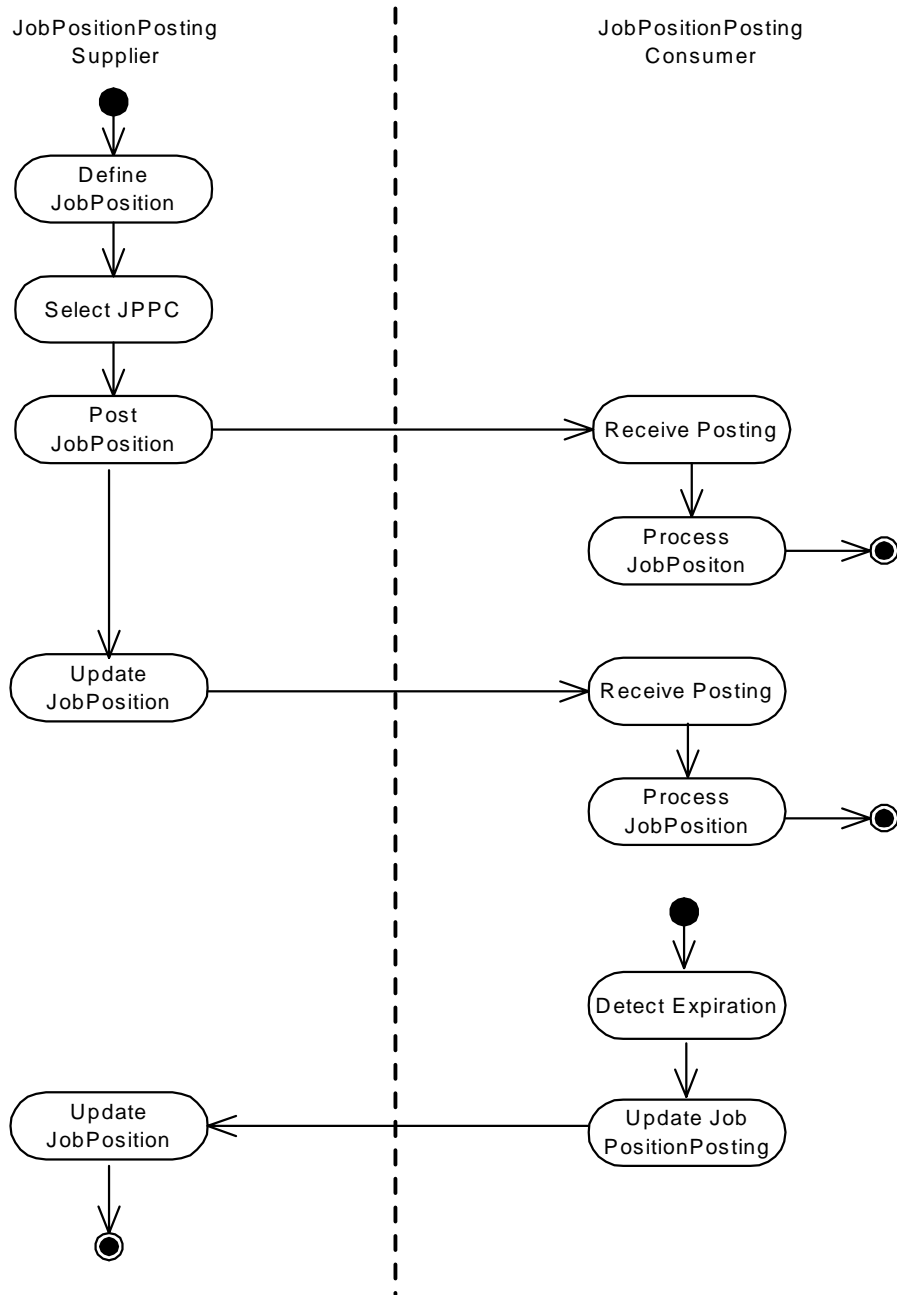 JobPositionPosting
Supplier
JobPositionPosting
Consumer
Define
JobPosition
Select JPPC
Post
JobPosition
Receive Posting
Process
JobPositon
Update
JobPosition
Receive Posting
Process
JobPosition
Detect Expiration
Update
JobPosition
Update Job
PositionPosting